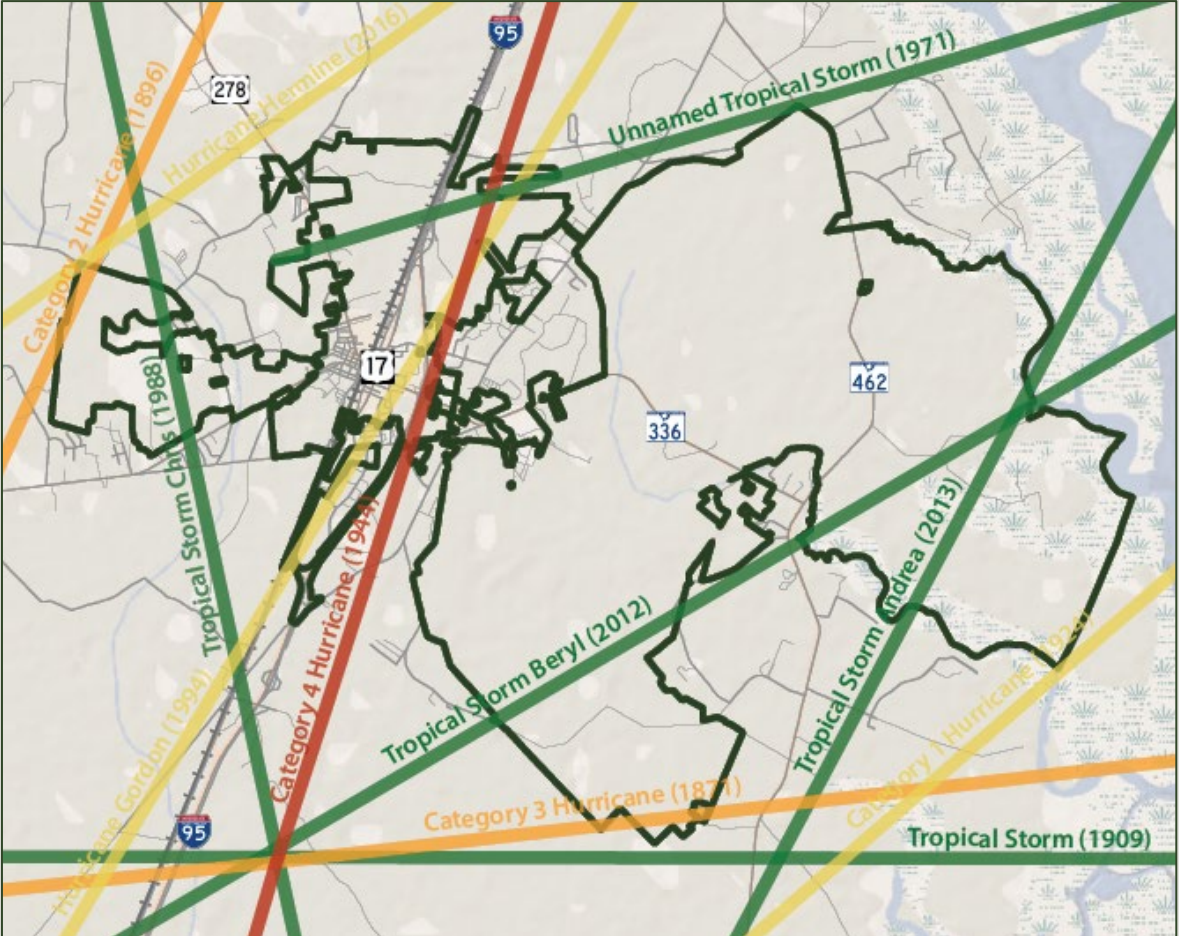 95
278
Hurricane Hermine (2016)
Category 2 Hurricane (1896)
Unnamed Tropical Storm (1971)
17
462
336
Tropical Storm Chris (1988)
Category 4 Hurricane (1944)
Tropical Storm Beryl (2012)
Tropical Storm Andrea (2013)
Category 1 Hurricane
Hurricane Gordon (1994)
Category 3 Hurricane (1871)
Tropical Storm (1909)
95